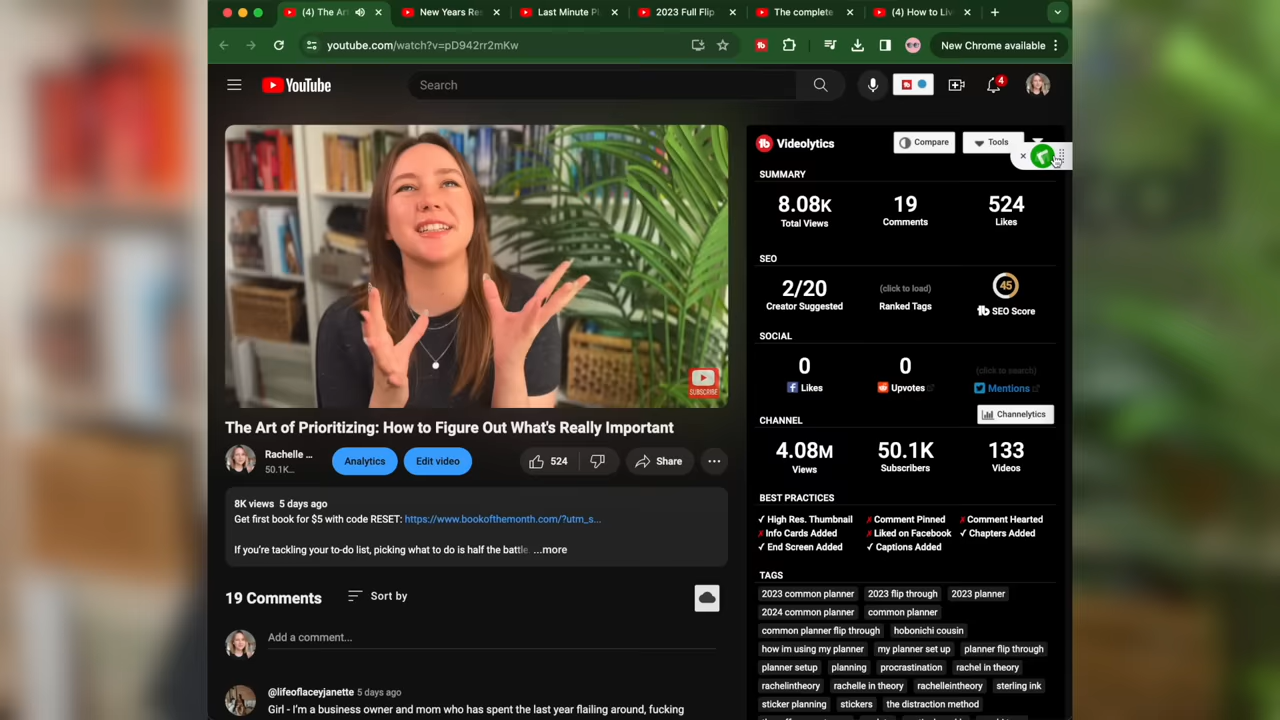 (4) The Ar
New Years Re
Last Minute P
2023 Full Flip
The complete
(4) How to Liv
youtube.com/watch?v=pD942rr2mKw
New Chrome available
YouTube
Search
4
SUBSCRIBE
The Art of Prioritizing: How to Figure Out What's Really Important
Rachelle ...
50.1K...
Analytics
Edit video
524
Share
8K views 5 days ago
Get first book for $5 with code RESET: https://www.bookofthemonth.com/?utm_s...
If you're tackling your to-do list, picking what to do is half the battle. ...more
19 Comments
Sort by
Add a comment...
@lifeoflaceyjanette 5 days ago
Girl - I'm a business owner and mom who has spent the last year flailing around, fucking
tb Videolytics
Compare
Tools
SUMMARY
8.08K
Total Views
19
Comments
524
Likes
SEO
2/20
Creator Suggested
(click to load)
Ranked Tags
45
tb SEO Score
SOCIAL
0
Likes
0
Upvotes
(click to search)
Mentions
CHANNEL
Channelytics
4.08M
Views
50.1K
Subscribers
133
Videos
BEST PRACTICES
✓ High Res. Thumbnail
✗ Comment Pinned
✗ Comment Hearted
✗ Info Cards Added
✗ Liked on Facebook
✓ Chapters Added
✓ End Screen Added
✓ Captions Added
TAGS
2023 common planner 2023 flip through 2023 planner
2024 common planner common planner
common planner flip through hobonichi cousin
how im using my planner my planner set up planner flip through
planner setup planning procrastination rachel in theory
rachelintheory rachelle in theory rachelleintheory sterling ink
sticker planning stickers the distraction method